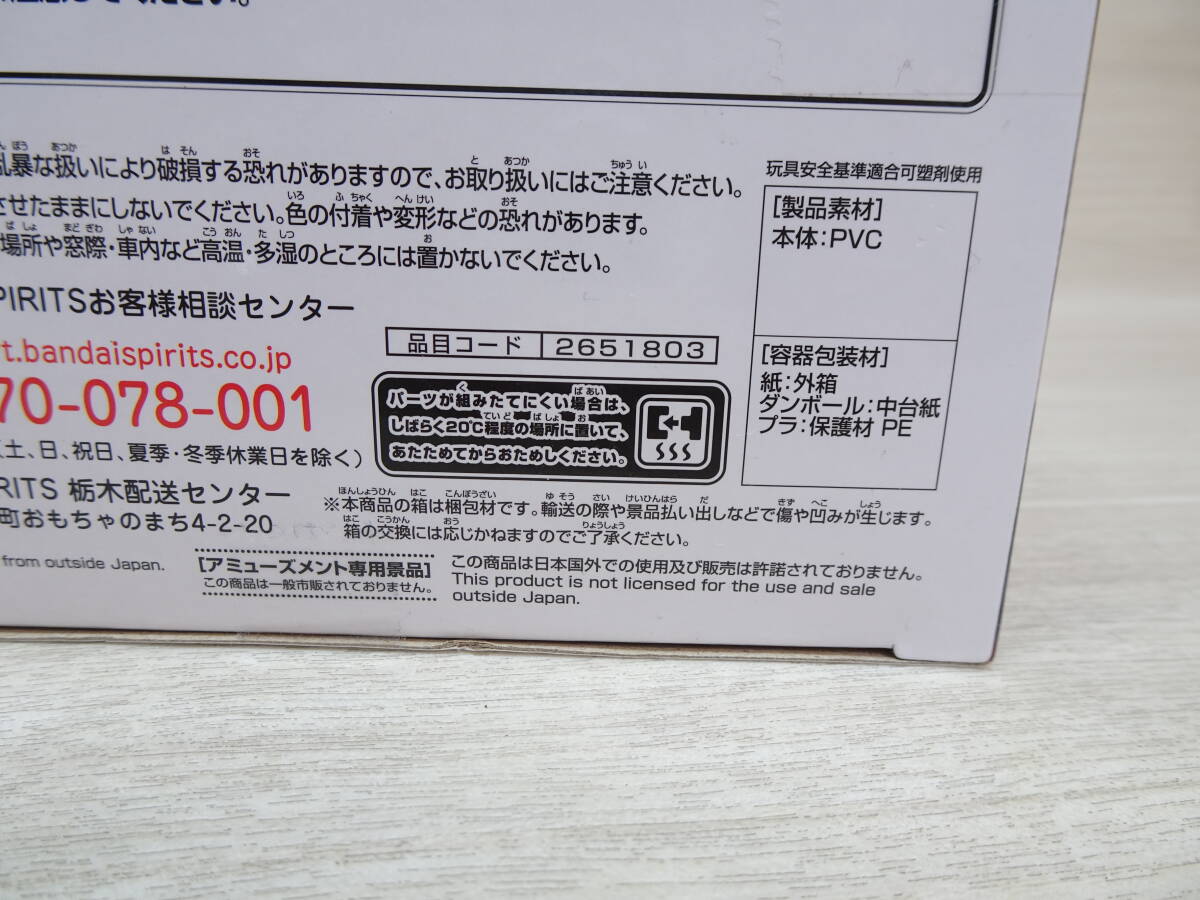 ください。
乱暴な扱いにより破損する恐れがありますので、お取り扱いにはご注意ください。
させたままにしないでください。色の付着や変形などの恐れがあります。
場所や窓際・車内など高温・多湿のところには置かないでください。
PIRITSお客様相談センター
t.bandaispirits.co.jp
70-078-001
(土、日、祝日、夏季・冬季休業日を除く)
RITS 栃木配送センター
町おもちゃのまち4-2-20
from outside Japan.
品目コード 2651803
パーツが組みたてにくい場合は、
しばらく20℃程度の場所に置いて、
あたためてからおためしください。
※本商品の箱は梱包材です。輸送の際や景品払い出しなどで傷や凹みが生じます。
箱の交換には応じかねますのでご了承ください。
[アミューズメント専用景品]
この商品は一般市販されておりません。
この商品は日本国外での使用及び販売は許諾されておりません。
This product is not licensed for the use and sale
outside Japan.
玩具安全基準適合可塑剤使用
[製品素材]
本体:PVC
[容器包装材]
紙:外箱
ダンボール:中台紙
プラ:保護材 PE